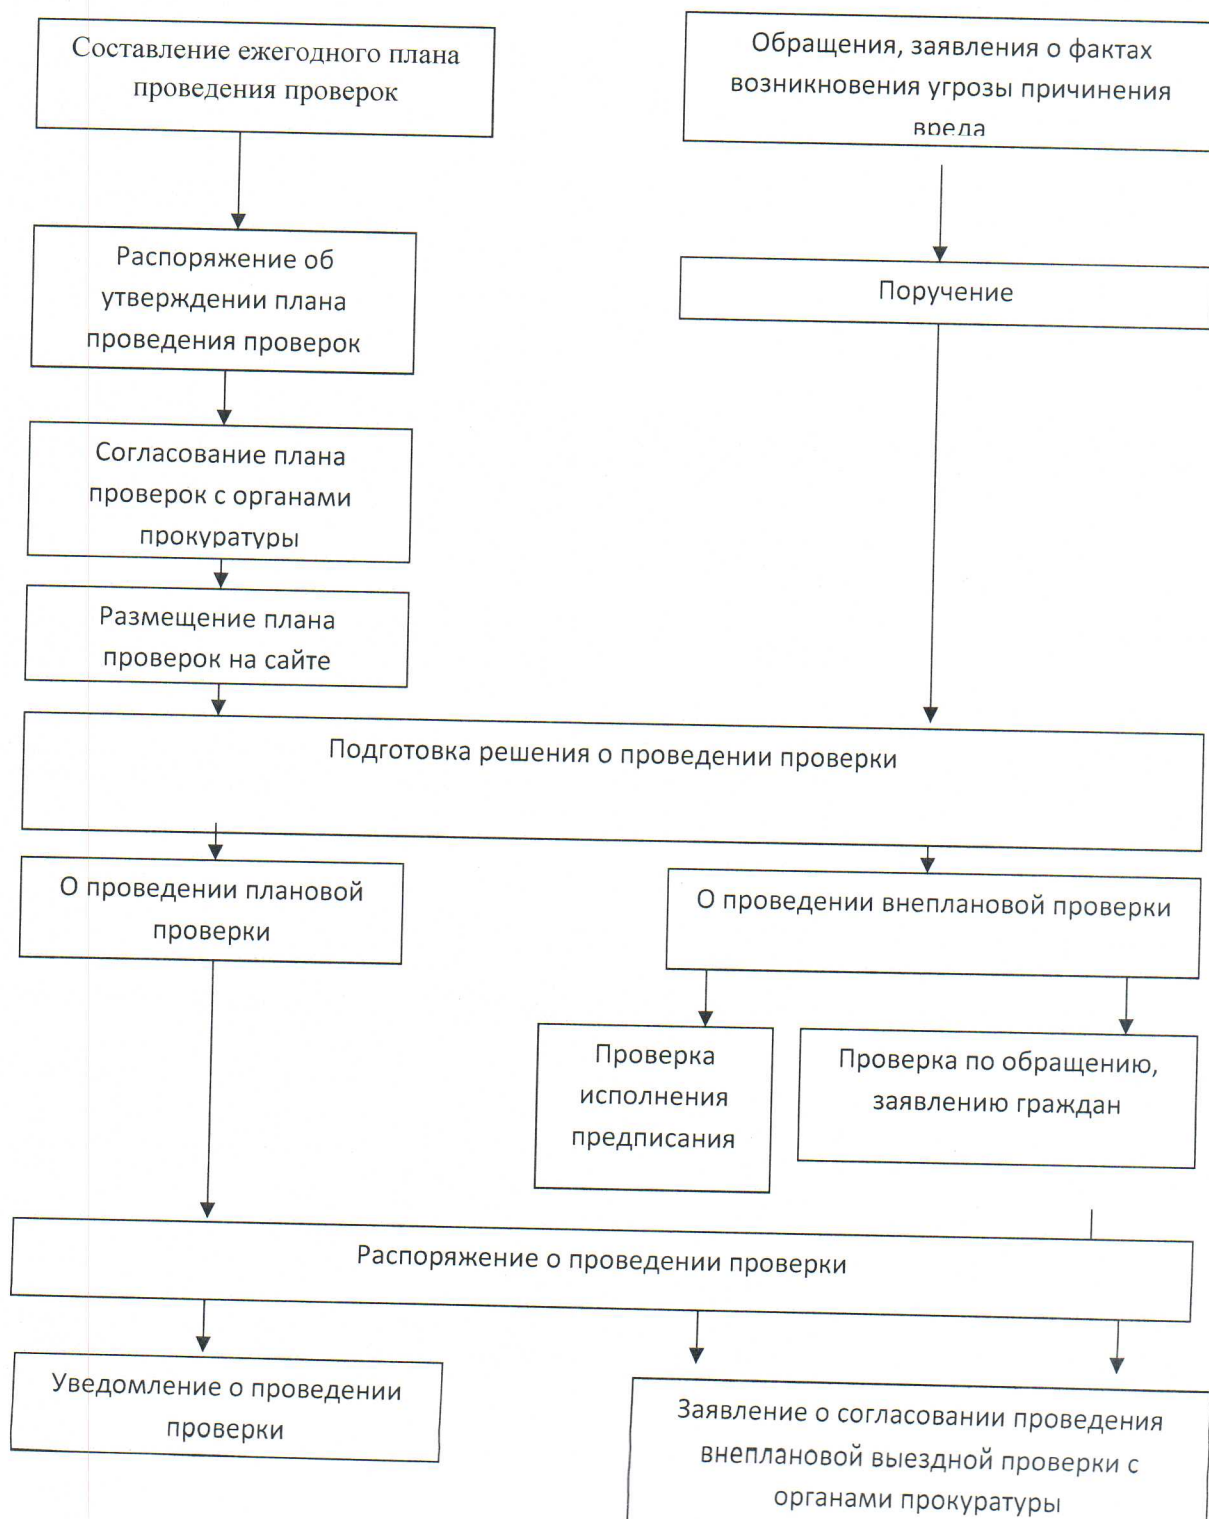 Составление ежегодного плана
проведения проверок
Обращения, заявления о фактах
возникновения угрозы причинения
вреда
Распоряжение об
утверждении плана
проведения проверок
Поручение
Согласование плана
проверок с органами
прокуратуры
Размещение плана
проверок на сайте
Подготовка решения о проведении проверки
О проведении плановой
проверки
О проведении внеплановой проверки
Проверка
исполнения
предписания
Проверка по обращению,
заявлению граждан
Распоряжение о проведении проверки
Уведомление о проведении
проверки
Заявление о согласовании проведения
внеплановой выездной проверки с
органами прокуратуры